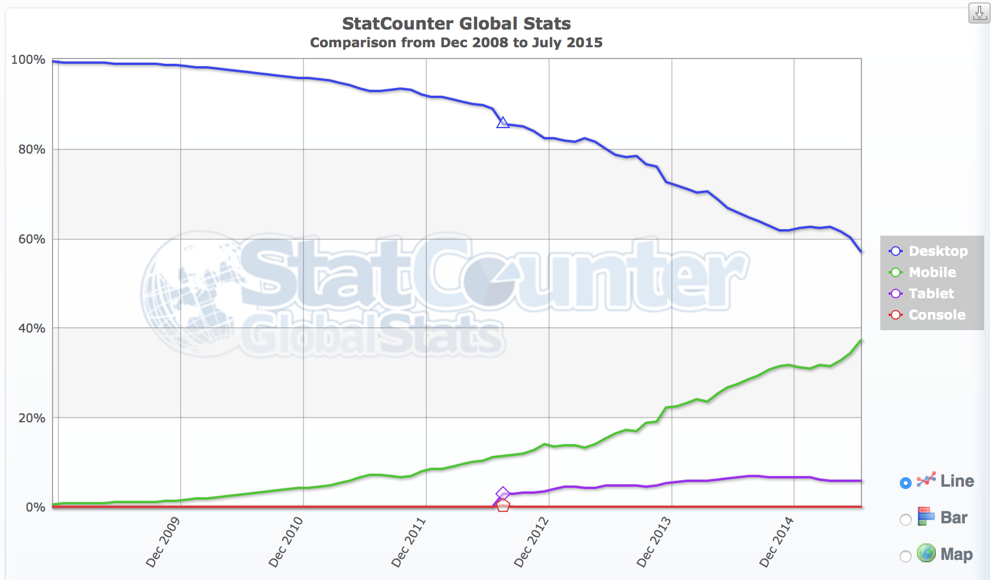 StatCounter Global Stats
Comparison from Dec 2008 to July 2015
100%
80%
60%
40%
20%
0%
StatCounter
GlobalStats
Dec 2009
Dec 2010
Dec 2011
Dec 2012
Dec 2013
Dec 2014
Desktop
Mobile
Tablet
Console
Line
Bar
Map